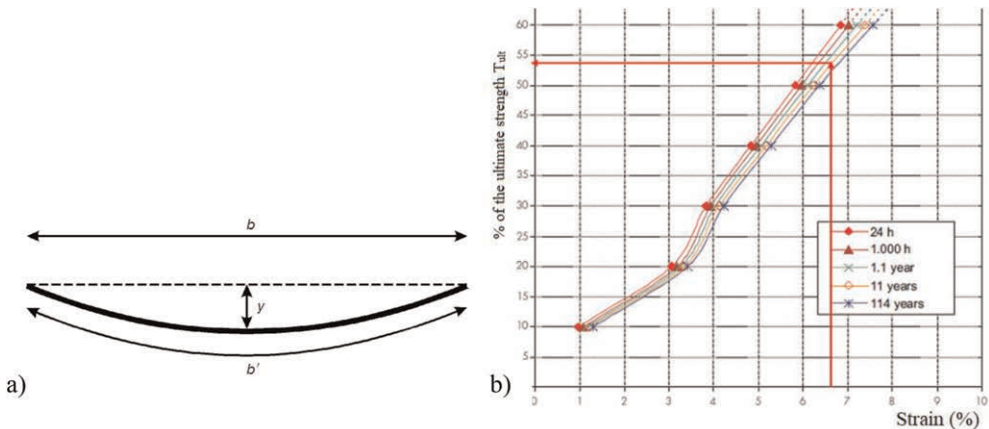 b
y
b'
a)
% of the ultimate strength Tult
60
55
50
45
40
35
30
25
20
15
10
5
0 1 2 3 4 5 6 7 8 9 10
24 h
1.000 h
1.1 year
11 years
114 years
b)
Strain (%)